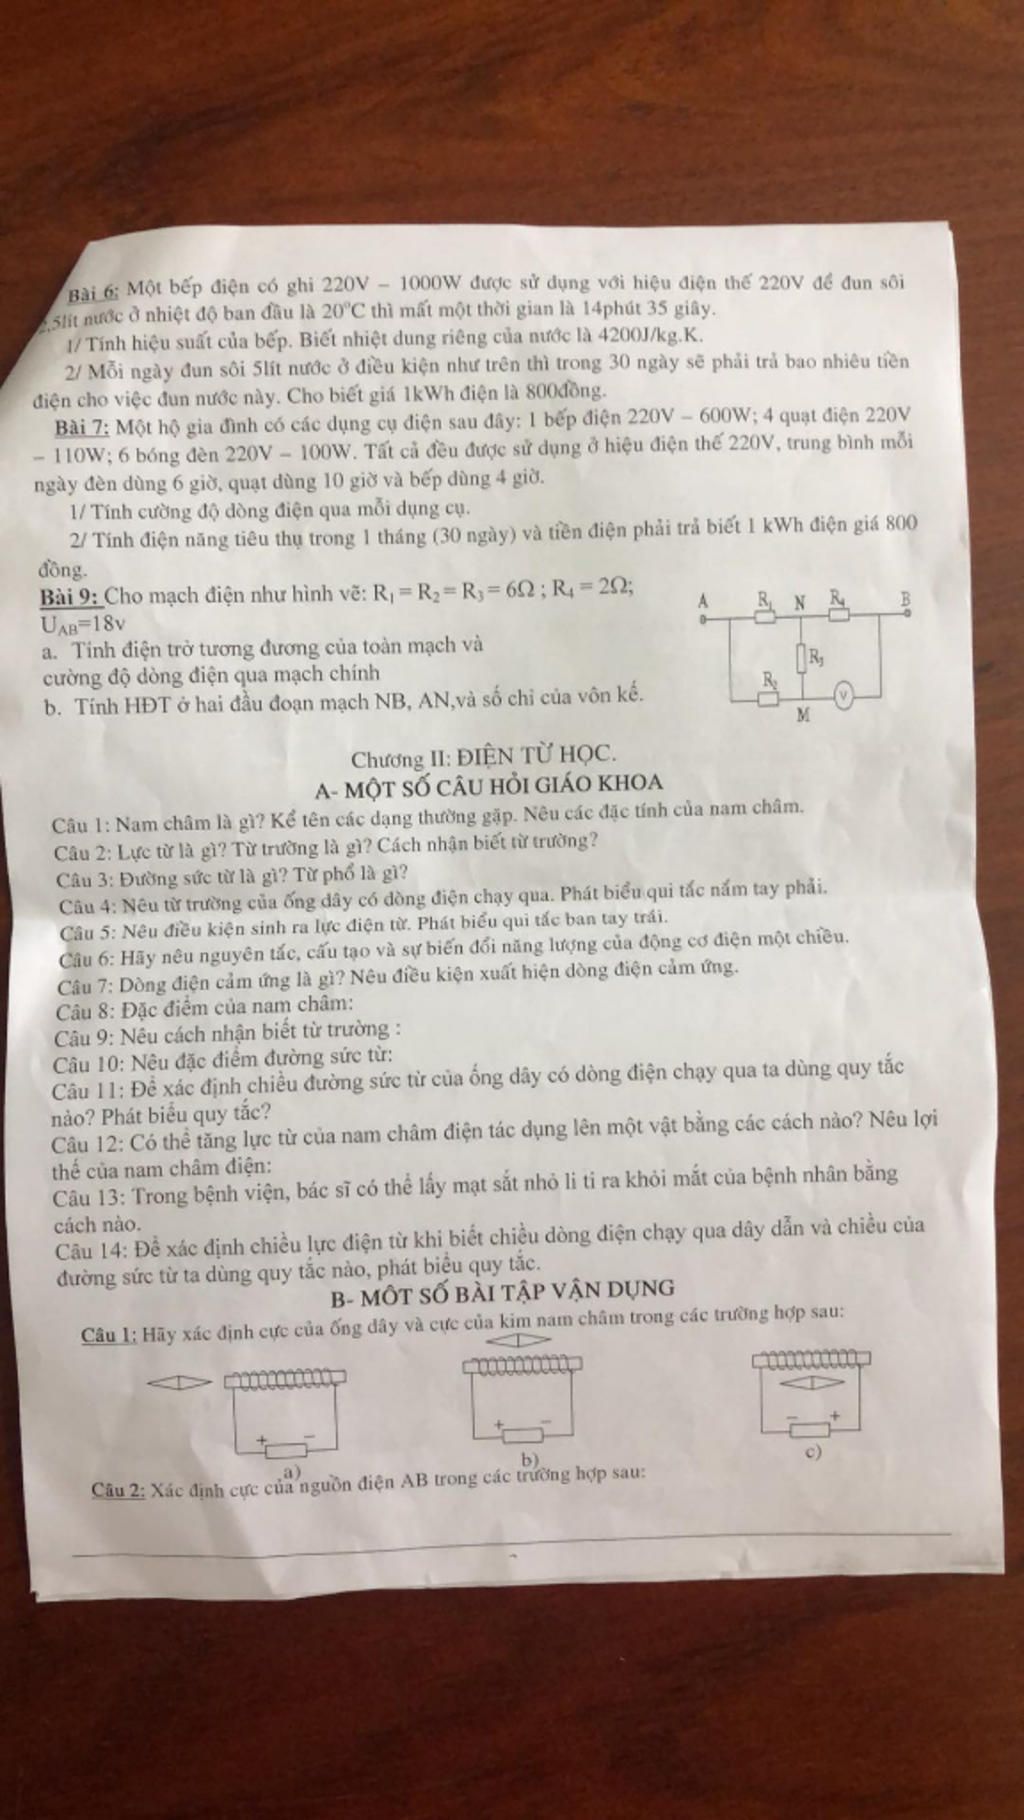 Bài 6: Một bếp điện có ghi 220V – 1000W được sử dụng với hiệu điện thế 220V để đun sôi
2,5lít nước ở nhiệt độ ban đầu là 20°C thì mất một thời gian là 14phút 35 giây.
1/ Tính hiệu suất của bếp. Biết nhiệt dung riêng của nước là 4200J/kg.K.
2/ Mỗi ngày đun sôi 5lít nước ở điều kiện như trên thì trong 30 ngày sẽ phải trả bao nhiêu tiền
điện cho việc đun nước này. Cho biết giá 1kWh điện là 800đồng.
Bài 7: Một hộ gia đình có các dụng cụ điện sau đây: 1 bếp điện 220V – 600W; 4 quạt điện 220V
– 110W; 6 bóng đèn 220V – 100W. Tất cả đều được sử dụng ở hiệu điện thế 220V, trung bình mỗi
ngày đèn dùng 6 giờ, quạt dùng 10 giờ và bếp dùng 4 giờ.
1/ Tính cường độ dòng điện qua mỗi dụng cụ.
2/ Tính điện năng tiêu thụ trong 1 tháng (30 ngày) và tiền điện phải trả biết 1 kWh điện giá 800
đồng.
Bài 9: Cho mạch điện như hình vẽ: R₁ = R₂ = R₃ = 6Ω ; R₄ = 2Ω;
U_AB=18v
a. Tính điện trở tương đương của toàn mạch và
cường độ dòng điện qua mạch chính
b. Tính HĐT ở hai đầu đoạn mạch NB, AN,và số chỉ của vôn kế.
A R₁ N R₄ B
R₃
R₂ V
M
Chương II: ĐIỆN TỪ HỌC.
A- MỘT SỐ CÂU HỎI GIÁO KHOA
Câu 1: Nam châm là gì? Kể tên các dạng thường gặp. Nêu các đặc tính của nam châm.
Câu 2: Lực từ là gì? Từ trường là gì? Cách nhận biết từ trường?
Câu 3: Đường sức từ là gì? Từ phổ là gì?
Câu 4: Nêu từ trường của ống dây có dòng điện chạy qua. Phát biểu qui tắc nắm tay phải.
Câu 5: Nêu điều kiện sinh ra lực điện từ. Phát biểu qui tắc ban tay trái.
Câu 6: Hãy nêu nguyên tắc, cấu tạo và sự biến đổi năng lượng của động cơ điện một chiều.
Câu 7: Dòng điện cảm ứng là gì? Nêu điều kiện xuất hiện dòng điện cảm ứng.
Câu 8: Đặc điểm của nam châm:
Câu 9: Nêu cách nhận biết từ trường :
Câu 10: Nêu đặc điểm đường sức từ:
Câu 11: Để xác định chiều đường sức từ của ống dây có dòng điện chạy qua ta dùng quy tắc
nào? Phát biểu quy tắc?
Câu 12: Có thể tăng lực từ của nam châm điện tác dụng lên một vật bằng các cách nào? Nêu lợi
thế của nam châm điện:
Câu 13: Trong bệnh viện, bác sĩ có thể lấy mạt sắt nhỏ li ti ra khỏi mắt của bệnh nhân bằng
cách nào.
Câu 14: Để xác định chiều lực điện từ khi biết chiều dòng điện chạy qua dây dẫn và chiều của
đường sức từ ta dùng quy tắc nào, phát biểu quy tắc.
B- MÔT SỐ BÀI TẬP VẬN DỤNG
Câu 1: Hãy xác định cực của ống dây và cực của kim nam châm trong các trường hợp sau:
+ – + – – +
a) b) c)
Câu 2: Xác định cực của nguồn điện AB trong các trường hợp sau: